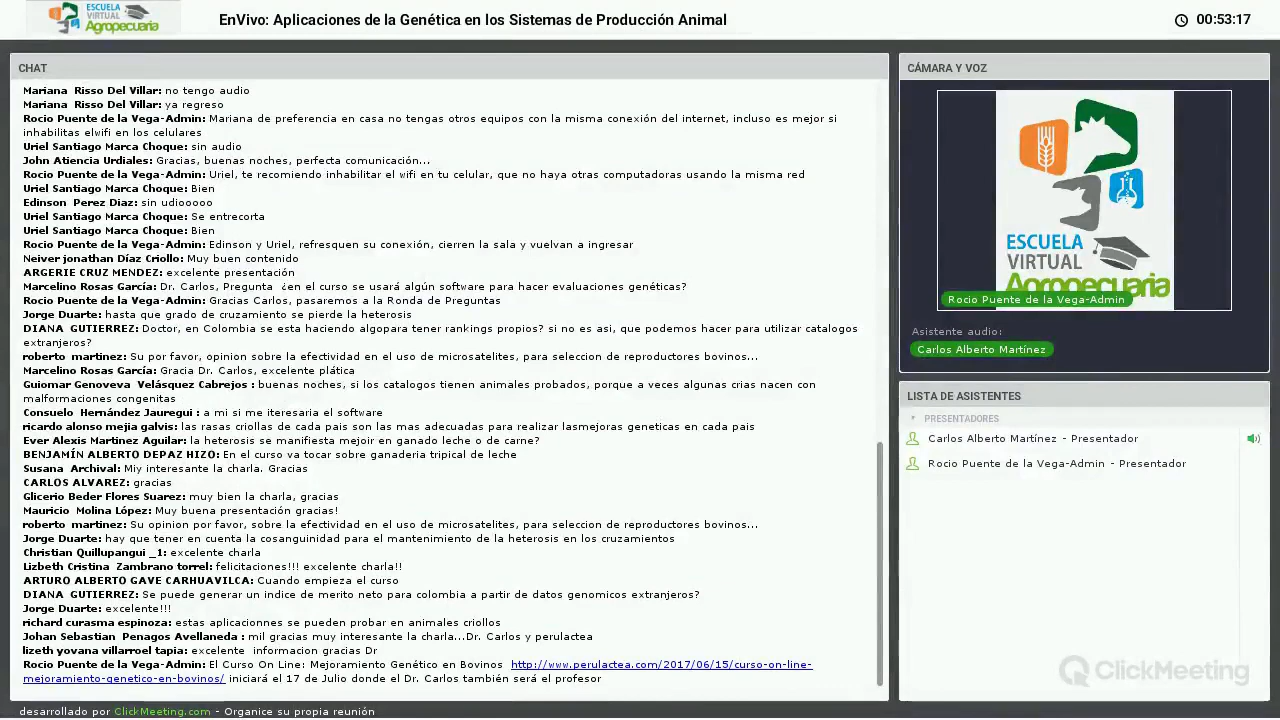 ESCUELA
VIRTUAL
Agropecuaria
EnVivo: Aplicaciones de la Genética en los Sistemas de Producción Animal
00:53:17
CHAT
Mariana Risso Del Villar: no tengo audio
Mariana Risso Del Villar: ya regreso
Rocio Puente de la Vega-Admin: Mariana de preferencia en casa no tengas otros equipos con la misma conexión del internet, incluso es mejor si
inhabilitas elwifi en los celulares
Uriel Santiago Marca Choque: sin audio
John Atiencia Urdiales: Gracias, buenas noches, perfecta comunicación...
Rocio Puente de la Vega-Admin: Uriel, te recomiendo inhabilitar el wifi en tu celular, que no haya otras computadoras usando la misma red
Uriel Santiago Marca Choque: Bien
Edinson Perez Diaz: sin udiooooo
Uriel Santiago Marca Choque: Se entrecorta
Uriel Santiago Marca Choque: Bien
Rocio Puente de la Vega-Admin: Edinson y Uriel, refresquen su conexión, cierren la sala y vuelvan a ingresar
Neiver jonathan Díaz Criollo: Muy buen contenido
ARGERIE CRUZ MENDEZ: excelente presentación
Marcelino Rosas García: Dr. Carlos, Pregunta ¿en el curso se usará algún software para hacer evaluaciones genéticas?
Rocio Puente de la Vega-Admin: Gracias Carlos, pasaremos a la Ronda de Preguntas
Jorge Duarte: hasta que grado de cruzamiento se pierde la heterosis
DIANA GUTIERREZ: Doctor, en Colombia se esta haciendo algopara tener rankings propios? si no es asi, que podemos hacer para utilizar catalogos
extranjeros?
roberto martinez: Su por favor, opinion sobre la efectividad en el uso de microsatelites, para seleccion de reproductores bovinos...
Marcelino Rosas García: Gracia Dr. Carlos, excelente plática
Guiomar Genoveva Velásquez Cabrejos : buenas noches, si los catalogos tienen animales probados, porque a veces algunas crias nacen con
malformaciones congenitas
Consuelo Hernández Jauregui : a mi si me iteresaria el software
ricardo alonso mejia galvis: las rasas criollas de cada pais son las mas adecuadas para realizar lasmejoras geneticas en cada pais
Ever Alexis Martinez Aguilar: la heterosis se manifiesta mejoir en ganado leche o de carne?
BENJAMÍN ALBERTO DEPAZ HIZO: En el curso va tocar sobre ganaderia tripical de leche
Susana Archival: Miy interesante la charla. Gracias
CARLOS ALVAREZ: gracias
Glicerio Beder Flores Suarez: muy bien la charla, gracias
Mauricio Molina López: Muy buena presentación gracias!
roberto martinez: Su opinion por favor, sobre la efectividad en el uso de microsatelites, para seleccion de reproductores bovinos...
Jorge Duarte: hay que tener en cuenta la cosanguinidad para el mantenimiento de la heterosis en los cruzamientos
Christian Quillupangui _1: excelente charla
Lizbeth Cristina Zambrano torrel: felicitaciones!!! excelente charla!!
ARTURO ALBERTO GAVE CARHUAVILCA: Cuando empieza el curso
DIANA GUTIERREZ: Se puede generar un indice de merito neto para colombia a partir de datos genomicos extranjeros?
Jorge Duarte: excelente!!!
richard curasma espinoza: estas aplicacionnes se pueden probar en animales criollos
Johan Sebastian Penagos Avellaneda : mil gracias muy interesante la charla...Dr. Carlos y perulactea
lizeth yovana villarroel tapia: excelente informacion gracias Dr
Rocio Puente de la Vega-Admin: El Curso On Line: Mejoramiento Genético en Bovinos http://www.perulactea.com/2017/06/15/curso-on-line-
mejoramiento-genetico-en-bovinos/ iniciará el 17 de Julio donde el Dr. Carlos también será el profesor
CÁMARA Y VOZ
ESCUELA
VIRTUAL
Agropecuaria
Rocio Puente de la Vega-Admin
Asistente audio:
Carlos Alberto Martínez
LISTA DE ASISTENTES
PRESENTADORES
Carlos Alberto Martínez - Presentador
Rocio Puente de la Vega-Admin - Presentador
ClickMeeting
desarrollado por ClickMeeting.com - Organice su propia reunión